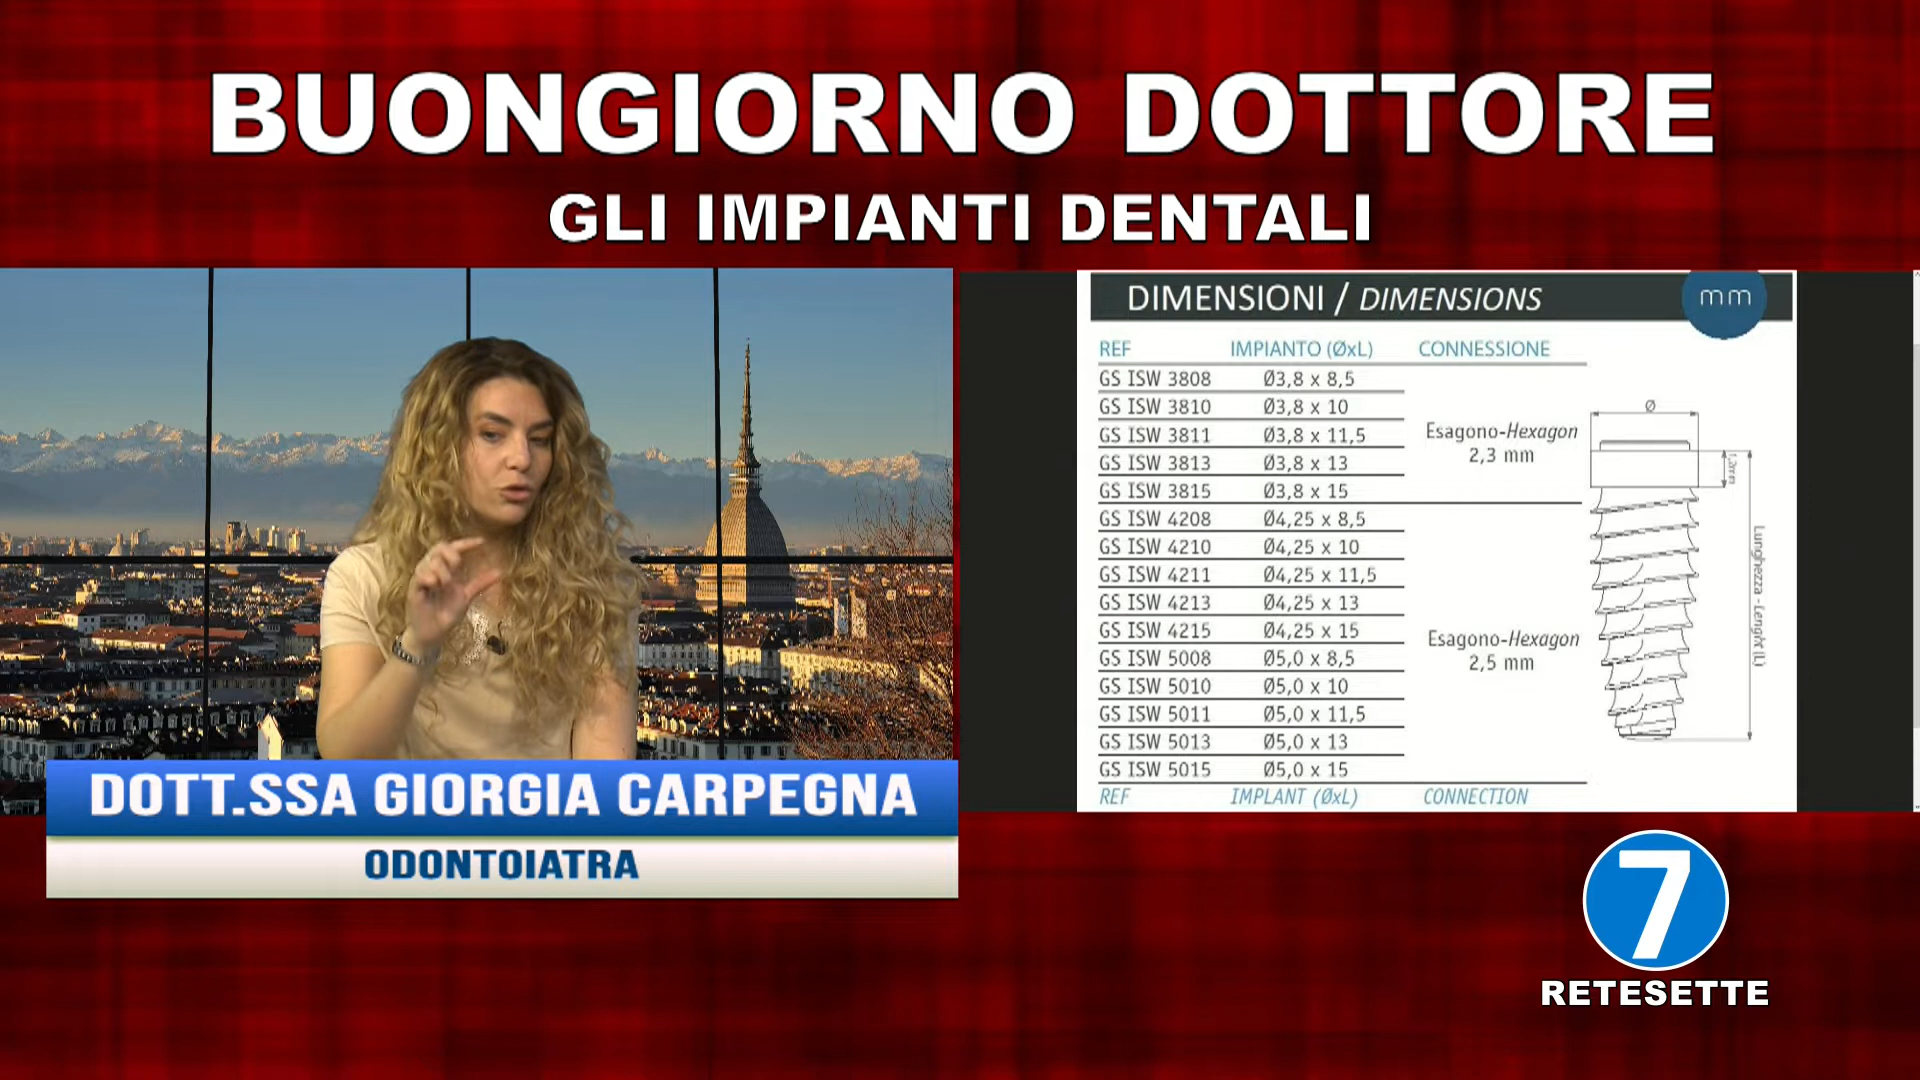 BUONGIORNO DOTTORE
GLI IMPIANTI DENTALI
DIMENSIONI / DIMENSIONS
mm
REF IMPIANTO (ØxL) CONNESSIONE
GS ISW 3808 Ø3,8 x 8,5
GS ISW 3810 Ø3,8 x 10
GS ISW 3811 Ø3,8 x 11,5
GS ISW 3813 Ø3,8 x 13
GS ISW 3815 Ø3,8 x 15
Esagono-Hexagon
2,3 mm
GS ISW 4208 Ø4,25 x 8,5
GS ISW 4210 Ø4,25 x 10
GS ISW 4211 Ø4,25 x 11,5
GS ISW 4213 Ø4,25 x 13
GS ISW 4215 Ø4,25 x 15
GS ISW 5008 Ø5,0 x 8,5
GS ISW 5010 Ø5,0 x 10
GS ISW 5011 Ø5,0 x 11,5
GS ISW 5013 Ø5,0 x 13
GS ISW 5015 Ø5,0 x 15
Esagono-Hexagon
2,5 mm
REF IMPLANT (ØxL) CONNECTION
Ø
1,2mm
Lunghezza - Lenght (L)
DOTT.SSA GIORGIA CARPEGNA
ODONTOIATRA
7
RETESETTE